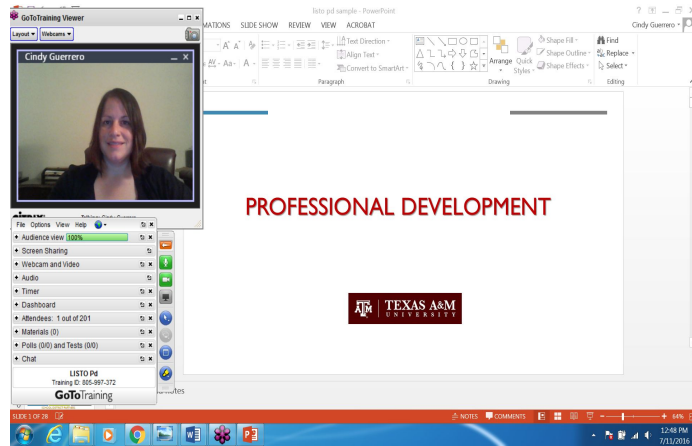 GoToTraining Viewer
Layout
Webcams
Cindy Guerrero
Talking: Cindy Guerrero
File Options View Help
Audience view 100%
Screen Sharing
Webcam and Video
Audio
Timer
Dashboard
Attendees: 1 out of 201
Materials (0)
Polls (0/0) and Tests (0/0)
Chat
LISTO Pd
Training ID: 805-997-372
GoToTraining
listo pd sample - PowerPoint
SLIDE SHOW REVIEW VIEW ACROBAT
Cindy Guerrero
Text Direction
Align Text
Convert to SmartArt
Paragraph
Arrange
Quick Styles
Shape Fill
Shape Outline
Shape Effects
Drawing
Find
Replace
Select
Editing
PROFESSIONAL DEVELOPMENT
ATM
TEXAS A&M
UNIVERSITY
SLIDE 1 OF 28
NOTES COMMENTS 64%
12:48 PM